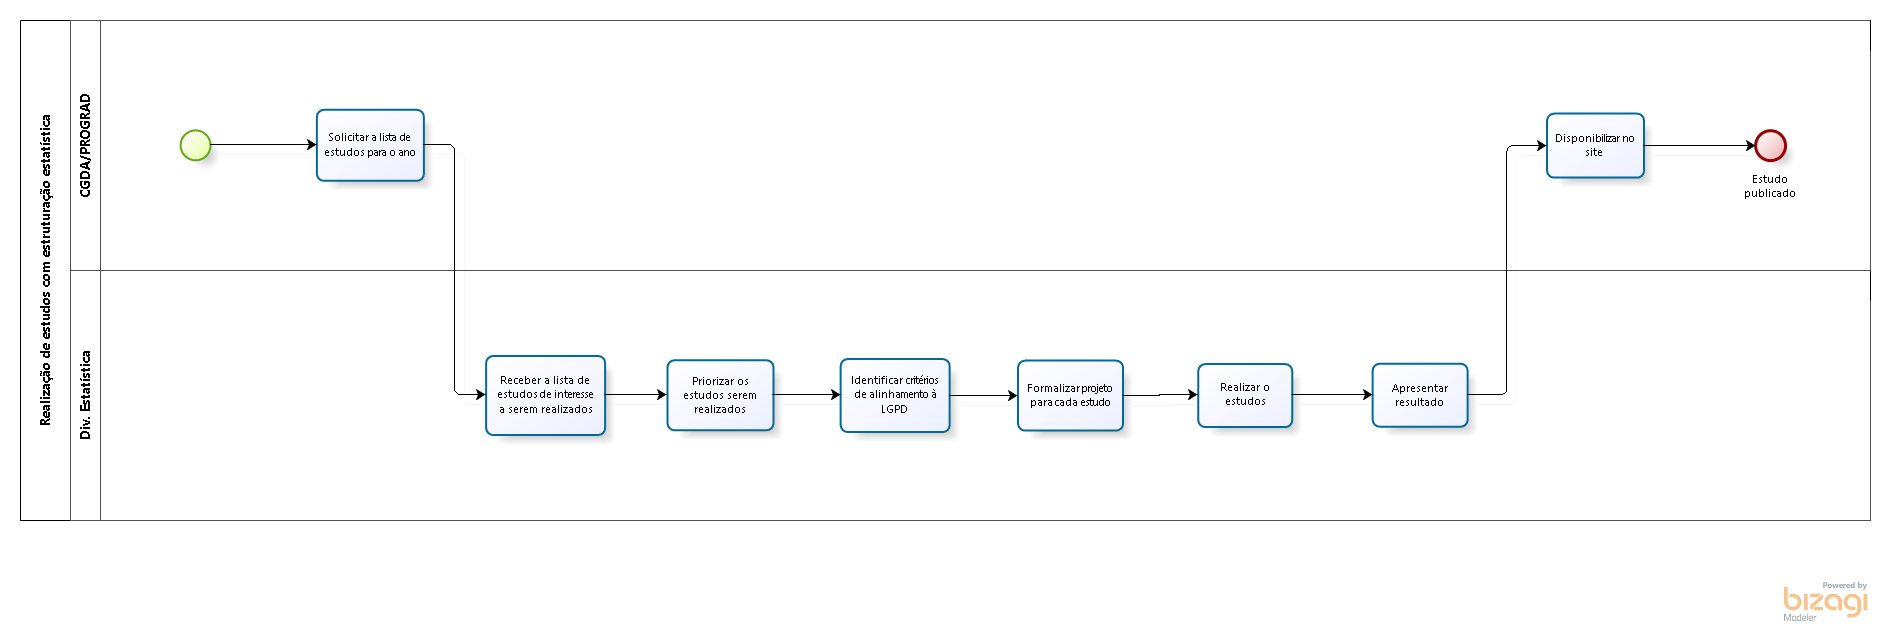 Realização de estudos com estruturação estatística
CGDA/PROGRAD
Solicitar a lista de
estudos para o ano
Disponibilizar no
site
Estudo
publicado
Div. Estatística
Receber a lista de
estudos de interesse
a serem realizados
Priorizar os
estudos serem
realizados
Identificar critérios
de alinhamento à
LGPD
Formalizar projeto
para cada estudo
Realizar o
estudos
Apresentar
resultado
Powered by
bizagi
Modeler